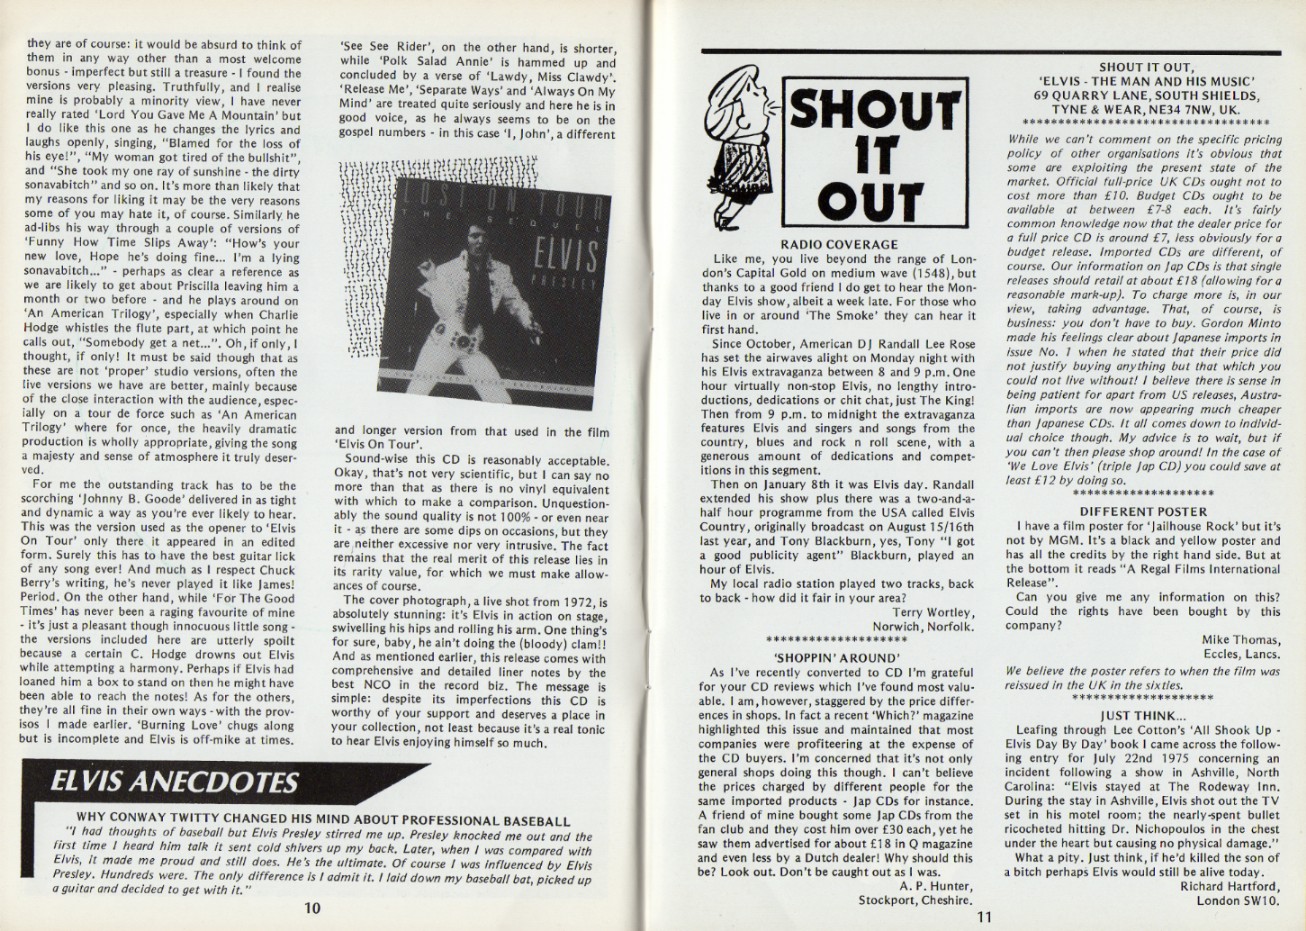 they are of course: it would be absurd to think of
them in any way other than a most welcome
bonus - imperfect but still a treasure - I found the
versions very pleasing. Truthfully, and I realise
mine is probably a minority view, I have never
really rated 'Lord You Gave Me A Mountain' but
I do like this one as he changes the lyrics and
laughs openly, singing, "Blamed for the loss of
his eye!", "My woman got tired of the bullshit",
and "She took my one ray of sunshine - the dirty
sonavabitch" and so on. It's more than likely that
my reasons for liking it may be the very reasons
some of you may hate it, of course. Similarly he
ad-libs his way through a couple of versions of
'Funny How Time Slips Away': "How's your
new love, Hope he's doing fine... I'm a lying
sonavabitch..." - perhaps as clear a reference as
we are likely to get about Priscilla leaving him a
month or two before - and he plays around on
'An American Trilogy', especially when Charlie
Hodge whistles the flute part, at which point he
calls out, "Somebody get a net...". Oh, if only, I
thought, if only! It must be said though that as
these are not 'proper' studio versions, often the
live versions we have are better, mainly because
of the close interaction with the audience, espec-
ially on a tour de force such as 'An American
Trilogy' where for once, the heavily dramatic
production is wholly appropriate, giving the song
a majesty and sense of atmosphere it truly deser-
ved.
For me the outstanding track has to be the
scorching 'Johnny B. Goode' delivered in as tight
and dynamic a way as you're ever likely to hear.
This was the version used as the opener to 'Elvis
On Tour' only there it appeared in an edited
form. Surely this has to have the best guitar lick
of any song ever! And much as I respect Chuck
Berry's writing, he's never played it like James!
Period. On the other hand, while 'For The Good
Times' has never been a raging favourite of mine
- it's just a pleasant though innocuous little song -
the versions included here are utterly spoilt
because a certain C. Hodge drowns out Elvis
while attempting a harmony. Perhaps if Elvis had
loaned him a box to stand on then he might have
been able to reach the notes! As for the others,
they're all fine in their own ways - with the prov-
isos I made earlier. 'Burning Love' chugs along
but is incomplete and Elvis is off-mike at times.
'See See Rider', on the other hand, is shorter,
while 'Polk Salad Annie' is hammed up and
concluded by a verse of 'Lawdy, Miss Clawdy'.
'Release Me', 'Separate Ways' and 'Always On My
Mind' are treated quite seriously and here he is in
good voice, as he always seems to be on the
gospel numbers - in this case 'I, John', a different
LOST ON TOUR
THE SEQUEL
ELVIS
PRESLEY
and longer version from that used in the film
'Elvis On Tour'.
Sound-wise this CD is reasonably acceptable.
Okay, that's not very scientific, but I can say no
more than that as there is no vinyl equivalent
with which to make a comparison. Unquestion-
ably the sound quality is not 100% - or even near
it - as there are some dips on occasions, but they
are neither excessive nor very intrusive. The fact
remains that the real merit of this release lies in
its rarity value, for which we must make allow-
ances of course.
The cover photograph, a live shot from 1972, is
absolutely stunning: it's Elvis in action on stage,
swivelling his hips and rolling his arm. One thing's
for sure, baby, he ain't doing the (bloody) clam!!
And as mentioned earlier, this release comes with
comprehensive and detailed liner notes by the
best NCO in the record biz. The message is
simple: despite its imperfections this CD is
worthy of your support and deserves a place in
your collection, not least because it's a real tonic
to hear Elvis enjoying himself so much.
ELVIS ANECDOTES
WHY CONWAY TWITTY CHANGED HIS MIND ABOUT PROFESSIONAL BASEBALL
"I had thoughts of baseball but Elvis Presley stirred me up. Presley knocked me out and the
first time I heard him talk it sent cold shivers up my back. Later, when I was compared with
Elvis, it made me proud and still does. He's the ultimate. Of course I was influenced by Elvis
Presley. Hundreds were. The only difference is I admit it. I laid down my baseball bat, picked up
a guitar and decided to get with it."
10
SHOUT
IT
OUT
RADIO COVERAGE
Like me, you live beyond the range of Lon-
don's Capital Gold on medium wave (1548), but
thanks to a good friend I do get to hear the Mon-
day Elvis show, albeit a week late. For those who
live in or around 'The Smoke' they can hear it
first hand.
Since October, American DJ Randall Lee Rose
has set the airwaves alight on Monday night with
his Elvis extravaganza between 8 and 9 p.m. One
hour virtually non-stop Elvis, no lengthy intro-
ductions, dedications or chit chat, just The King!
Then from 9 p.m. to midnight the extravaganza
features Elvis and singers and songs from the
country, blues and rock n roll scene, with a
generous amount of dedications and compet-
itions in this segment.
Then on January 8th it was Elvis day. Randall
extended his show plus there was a two-and-a-
half hour programme from the USA called Elvis
Country, originally broadcast on August 15/16th
last year, and Tony Blackburn, yes, Tony "I got
a good publicity agent" Blackburn, played an
hour of Elvis.
My local radio station played two tracks, back
to back - how did it fair in your area?
Terry Wortley,
Norwich, Norfolk.
********************
'SHOPPIN' AROUND'
As I've recently converted to CD I'm grateful
for your CD reviews which I've found most valu-
able. I am, however, staggered by the price differ-
ences in shops. In fact a recent 'Which?' magazine
highlighted this issue and maintained that most
companies were profiteering at the expense of
the CD buyers. I'm concerned that it's not only
general shops doing this though. I can't believe
the prices charged by different people for the
same imported products - Jap CDs for instance.
A friend of mine bought some Jap CDs from the
fan club and they cost him over £30 each, yet he
saw them advertised for about £18 in Q magazine
and even less by a Dutch dealer! Why should this
be? Look out. Don't be caught out as I was.
A. P. Hunter,
Stockport, Cheshire.
SHOUT IT OUT,
'ELVIS - THE MAN AND HIS MUSIC'
69 QUARRY LANE, SOUTH SHIELDS,
TYNE & WEAR, NE34 7NW, UK.
***********************************
While we can't comment on the specific pricing
policy of other organisations it's obvious that
some are exploiting the present state of the
market. Official full-price UK CDs ought not to
cost more than £10. Budget CDs ought to be
available at between £7-8 each. It's fairly
common knowledge now that the dealer price for
a full price CD is around £7, less obviously for a
budget release. Imported CDs are different, of
course. Our information on Jap CDs is that single
releases should retail at about £18 (allowing for a
reasonable mark-up). To charge more is, in our
view, taking advantage. That, of course, is
business: you don't have to buy. Gordon Minto
made his feelings clear about Japanese imports in
issue No. 1 when he stated that their price did
not justify buying anything but that which you
could not live without! I believe there is sense in
being patient for apart from US releases, Austra-
lian imports are now appearing much cheaper
than Japanese CDs. It all comes down to individ-
ual choice though. My advice is to wait, but if
you can't then please shop around! In the case of
'We Love Elvis' (triple Jap CD) you could save at
least £12 by doing so.
********************
DIFFERENT POSTER
I have a film poster for 'Jailhouse Rock' but it's
not by MGM. It's a black and yellow poster and
has all the credits by the right hand side. But at
the bottom it reads "A Regal Films International
Release".
Can you give me any information on this?
Could the rights have been bought by this
company?
Mike Thomas,
Eccles, Lancs.
We believe the poster refers to when the film was
reissued in the UK in the sixties.
********************
JUST THINK...
Leafing through Lee Cotton's 'All Shook Up -
Elvis Day By Day' book I came across the follow-
ing entry for July 22nd 1975 concerning an
incident following a show in Ashville, North
Carolina: "Elvis stayed at The Rodeway Inn.
During the stay in Ashville, Elvis shot out the TV
set in his motel room; the nearly-spent bullet
ricocheted hitting Dr. Nichopoulos in the chest
under the heart but causing no physical damage."
What a pity. Just think, if he'd killed the son of
a bitch perhaps Elvis would still be alive today.
Richard Hartford,
London SW10.
11